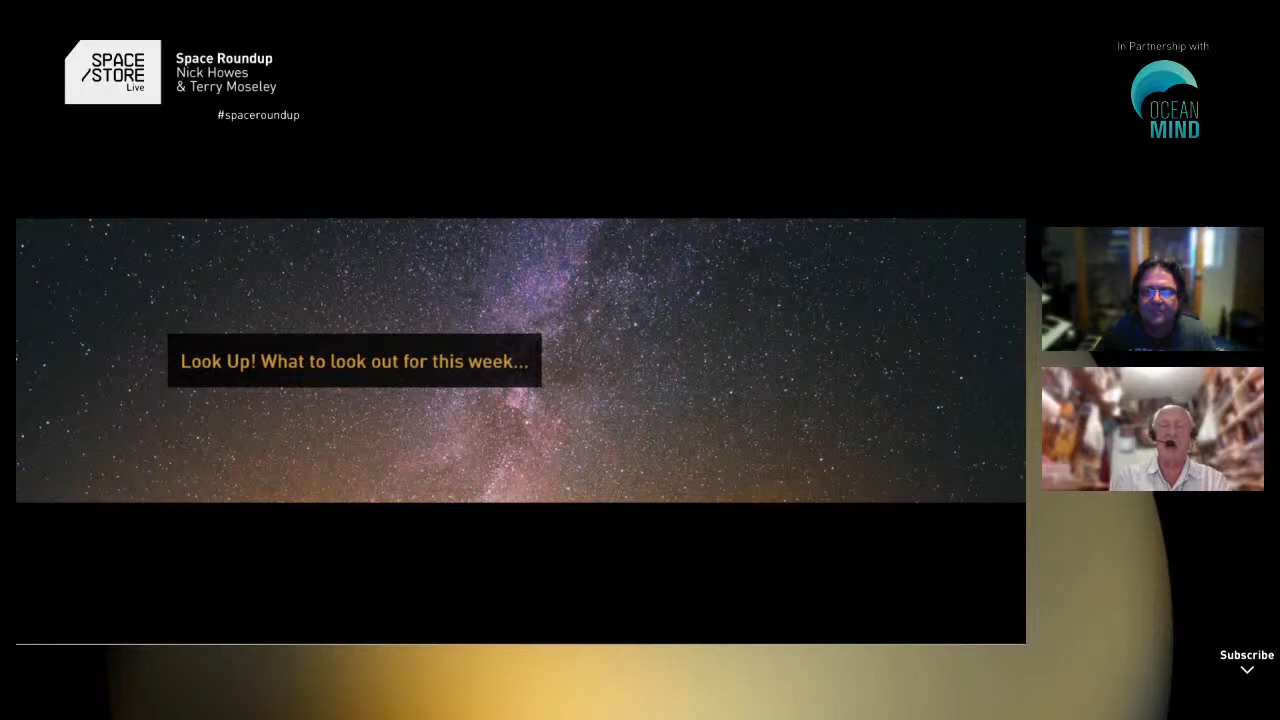 SPACE
/STORE
Live
Space Roundup
Nick Howes
& Terry Moseley
#spaceroundup
In Partnership with
OCEAN
MIND
Look Up! What to look out for this week...
Subscribe